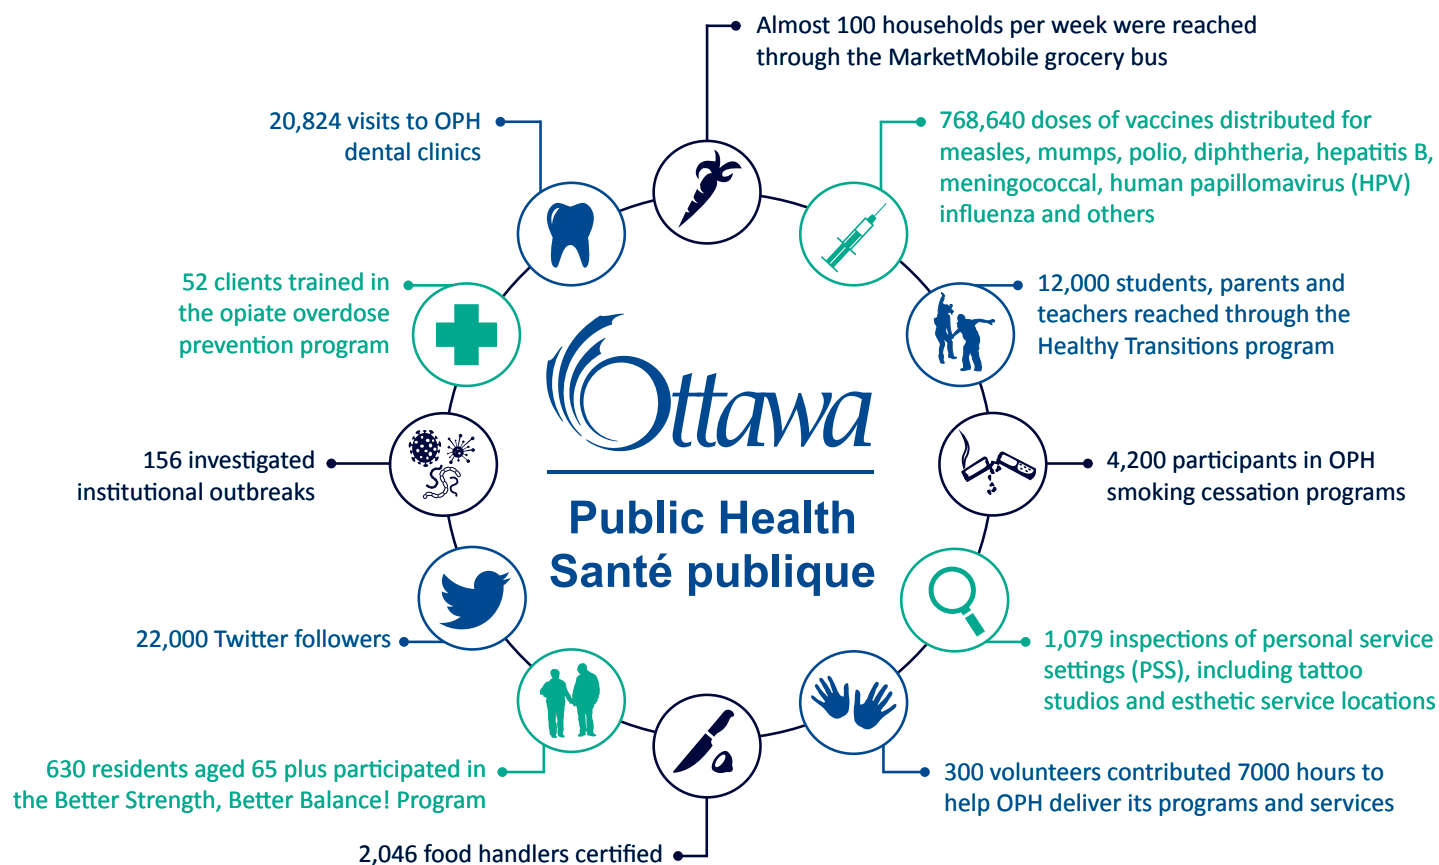 Almost 100 households per week were reached
through the MarketMobile grocery bus
20,824 visits to OPH
dental clinics
768,640 doses of vaccines distributed for
measles, mumps, polio, diphtheria, hepatitis B,
meningococcal, human papillomavirus (HPV)
influenza and others
52 clients trained in
the opiate overdose
prevention program
12,000 students, parents and
teachers reached through the
Healthy Transitions program
Ottawa
Public Health
Santé publique
156 investigated
institutional outbreaks
4,200 participants in OPH
smoking cessation programs
22,000 Twitter followers
1,079 inspections of personal service
settings (PSS), including tattoo
studios and esthetic service locations
630 residents aged 65 plus participated in
the Better Strength, Better Balance! Program
300 volunteers contributed 7000 hours to
help OPH deliver its programs and services
2,046 food handlers certified